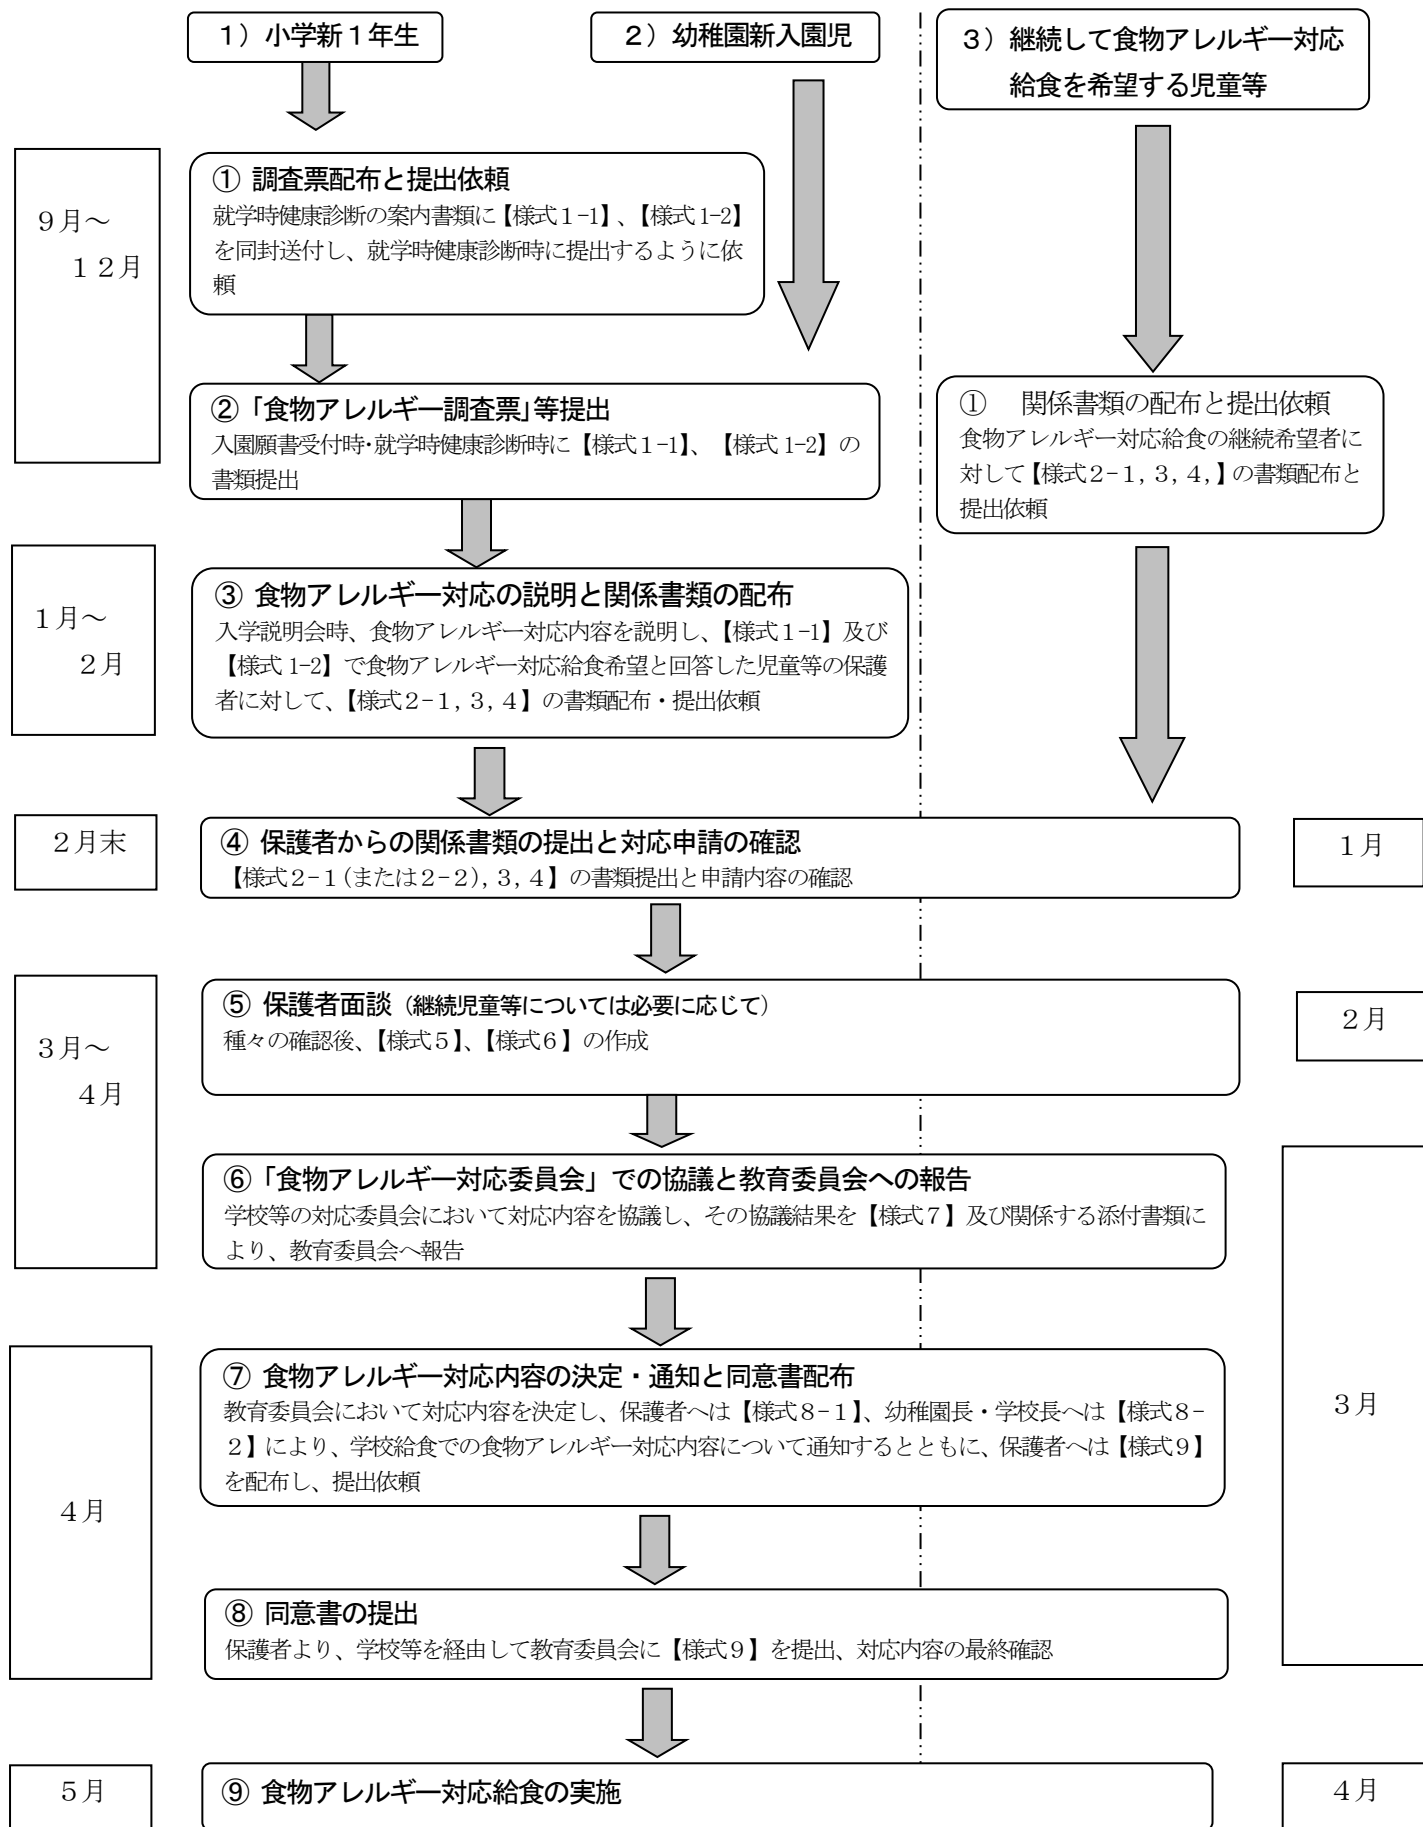 1）小学新1年生
2）幼稚園新入園児
3）継続して食物アレルギー対応
給食を希望する児童等
9月～
12月
① 調査票配布と提出依頼
就学時健康診断の案内書類に【様式1-1】、【様式1-2】
を同封送付し、就学時健康診断時に提出するように依
頼
②「食物アレルギー調査票」等提出
入園願書受付時・就学時健康診断時に【様式1-1】、【様式1-2】の
書類提出
① 関係書類の配布と提出依頼
食物アレルギー対応給食の継続希望者に
対して【様式2-1,3,4,】の書類配布と
提出依頼
1月～
2月
③ 食物アレルギー対応の説明と関係書類の配布
入学説明会時、食物アレルギー対応内容を説明し、【様式1-1】及び
【様式1-2】で食物アレルギー対応給食希望と回答した児童等の保護
者に対して、【様式2-1,3,4】の書類配布・提出依頼
2月末
④ 保護者からの関係書類の提出と対応申請の確認
【様式2-1(または2-2),3,4】の書類提出と申請内容の確認
1月
3月～
4月
⑤ 保護者面談（継続児童等については必要に応じて）
種々の確認後、【様式5】、【様式6】の作成
2月
⑥「食物アレルギー対応委員会」での協議と教育委員会への報告
学校等の対応委員会において対応内容を協議し、その協議結果を【様式7】及び関係する添付書類に
より、教育委員会へ報告
4月
⑦ 食物アレルギー対応内容の決定・通知と同意書配布
教育委員会において対応内容を決定し、保護者へは【様式8-1】、幼稚園長・学校長へは【様式8-
2】により、学校給食での食物アレルギー対応内容について通知するとともに、保護者へは【様式9】
を配布し、提出依頼
3月
⑧ 同意書の提出
保護者より、学校等を経由して教育委員会に【様式9】を提出、対応内容の最終確認
5月
⑨ 食物アレルギー対応給食の実施
4月